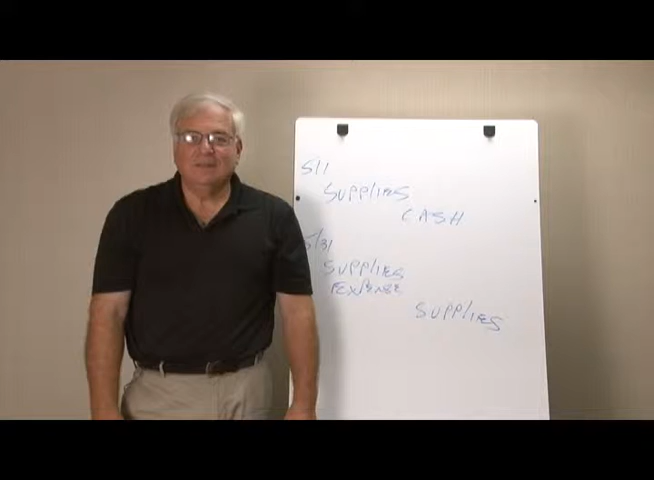 5/1
SUPPLIES
CASH
5/31
SUPPLIES
EXPENSE
SUPPLIES